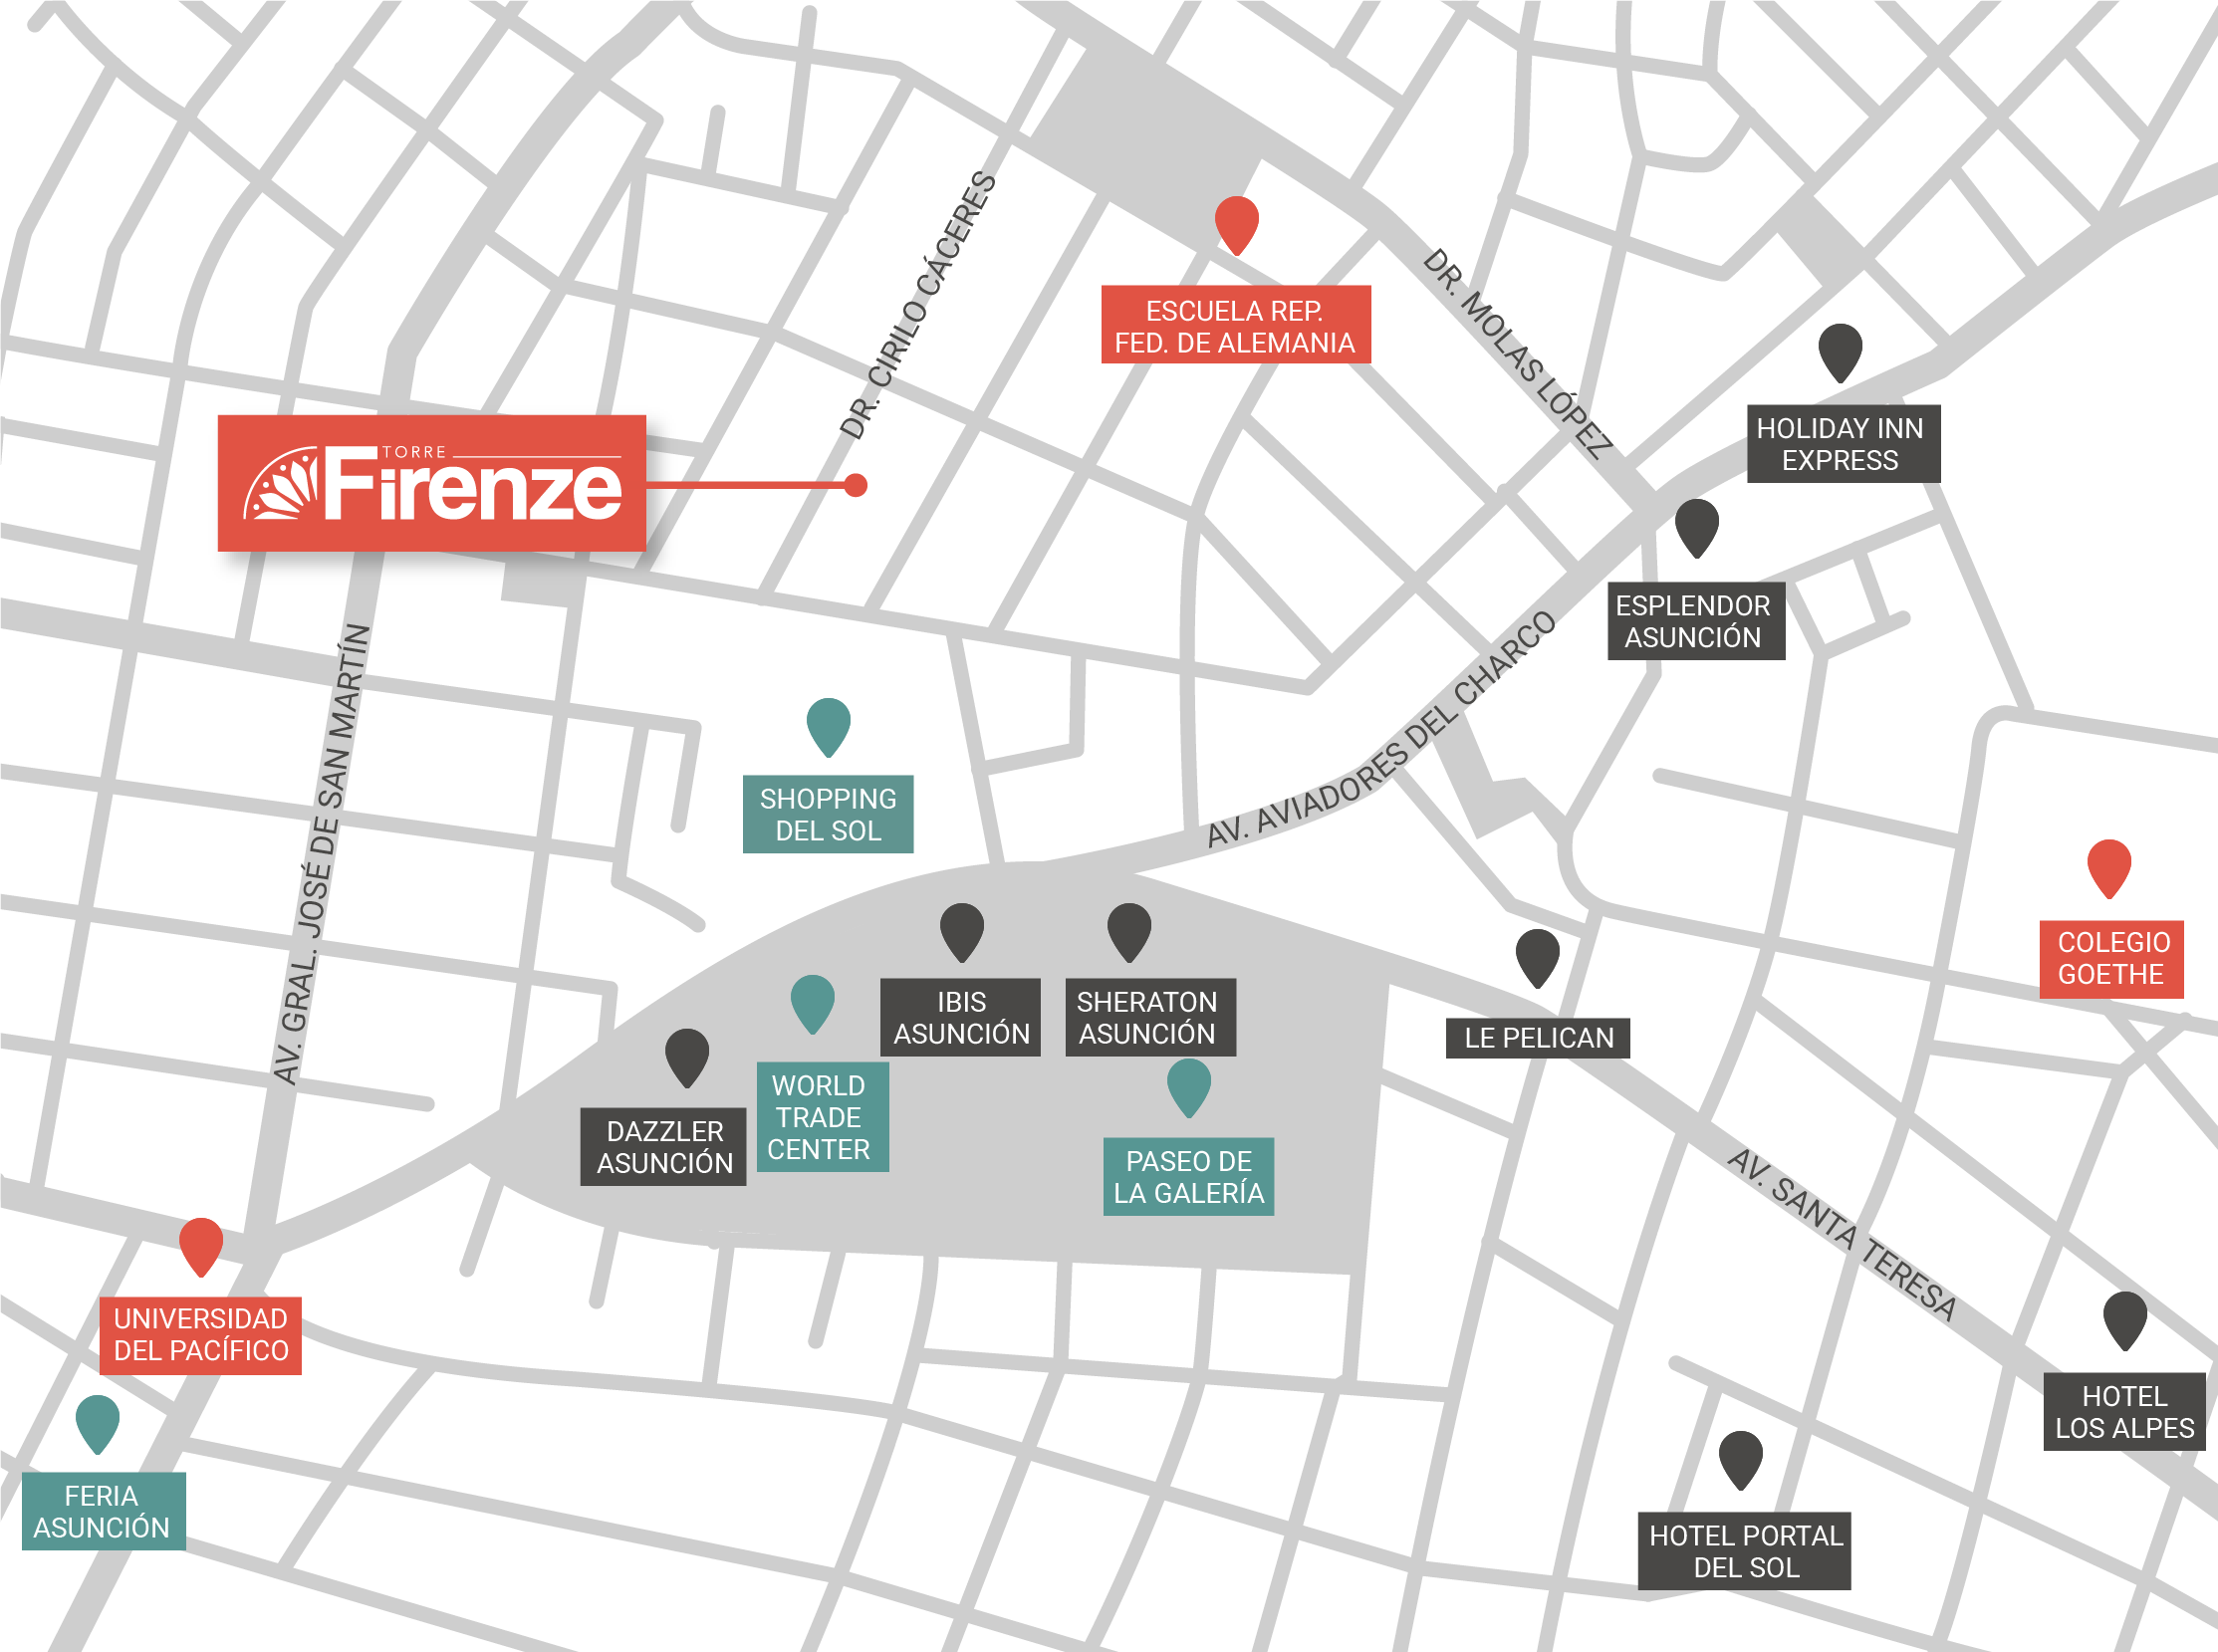 DR. CIRILO CÁCERES
ESCUELA REP.
FED. DE ALEMANIA
DR. MOLAS LÓPEZ
HOLIDAY INN
EXPRESS
TORRE
Firenze
ESPLENDOR
ASUNCIÓN
AV. GRAL. JOSÉ DE SAN MARTÍN
SHOPPING
DEL SOL
AV. AVIADORES DEL CHARCO
COLEGIO
GOETHE
IBIS
ASUNCIÓN
SHERATON
ASUNCIÓN
LE PELICAN
DAZZLER
ASUNCIÓN
WORLD
TRADE
CENTER
PASEO DE
LA GALERÍA
AV. SANTA TERESA
UNIVERSIDAD
DEL PACÍFICO
HOTEL
LOS ALPES
FERIA
ASUNCIÓN
HOTEL PORTAL
DEL SOL